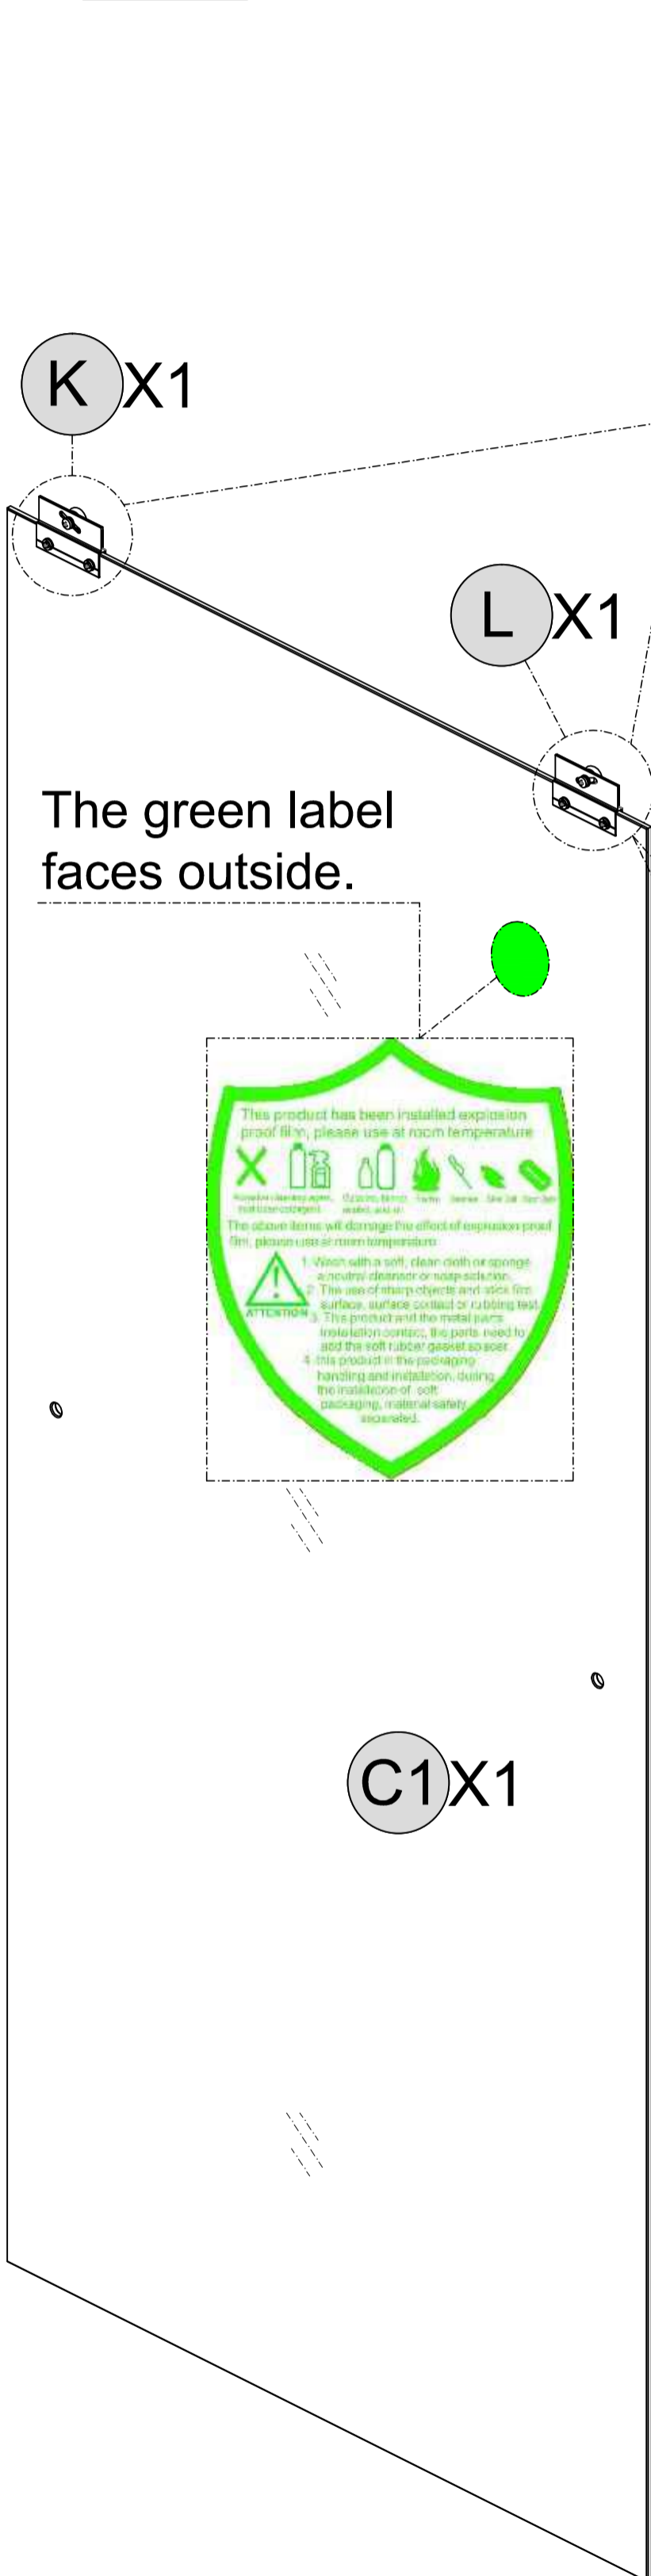 K X1
L X1
The green label
faces outside.
This product has been installed explosion
proof film, please use at room temperature
The above items will damage the effect of explosion proof
film, please use at room temperature
ATTENTION
1. Wash with a soft, clean cloth or sponge
a neutral cleanser or soap solution.
2. The use of sharp objects and stick film
surface, surface contact or rubbing test
3. This product and the metal parts
installation contact, the parts need to
add the soft rubber gasket
4. this product in the packaging
handling and installation, during
the installation of soft
packaging, material safety
separated.
C1 X1